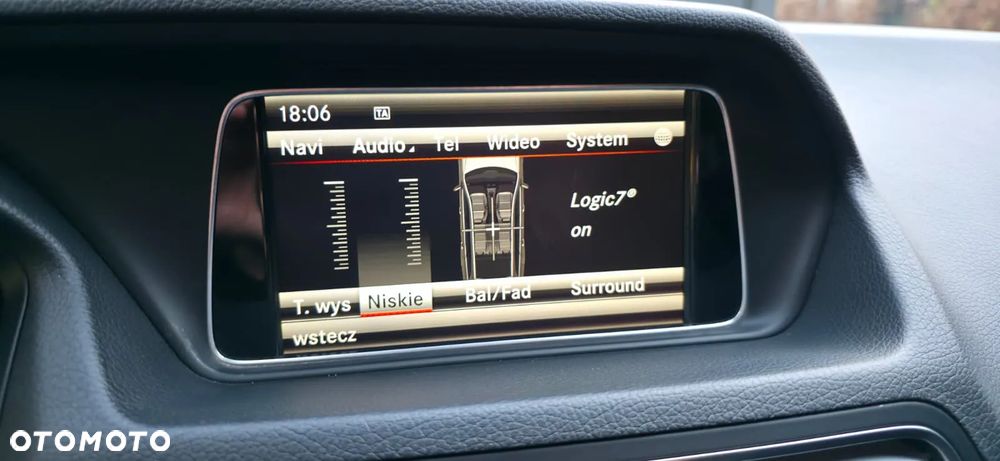 18:06 TA
Navi Audio Tel Wideo System
Logic7®
on
T. wys Niskie Bal/Fad Surround
wstecz
OTOMOTO